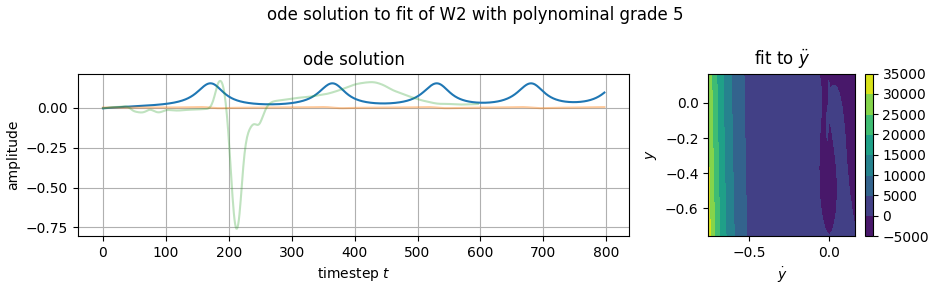 ode solution to fit of W2 with polynominal grade 5
ode solution
amplitude
0.00
−0.25
−0.50
−0.75
0 100 200 300 400 500 600 700 800
timestep t
fit to ÿ
y
0.0
−0.2
−0.4
−0.6
−0.5 0.0
ẏ
35000
30000
25000
20000
15000
10000
5000
0
−5000